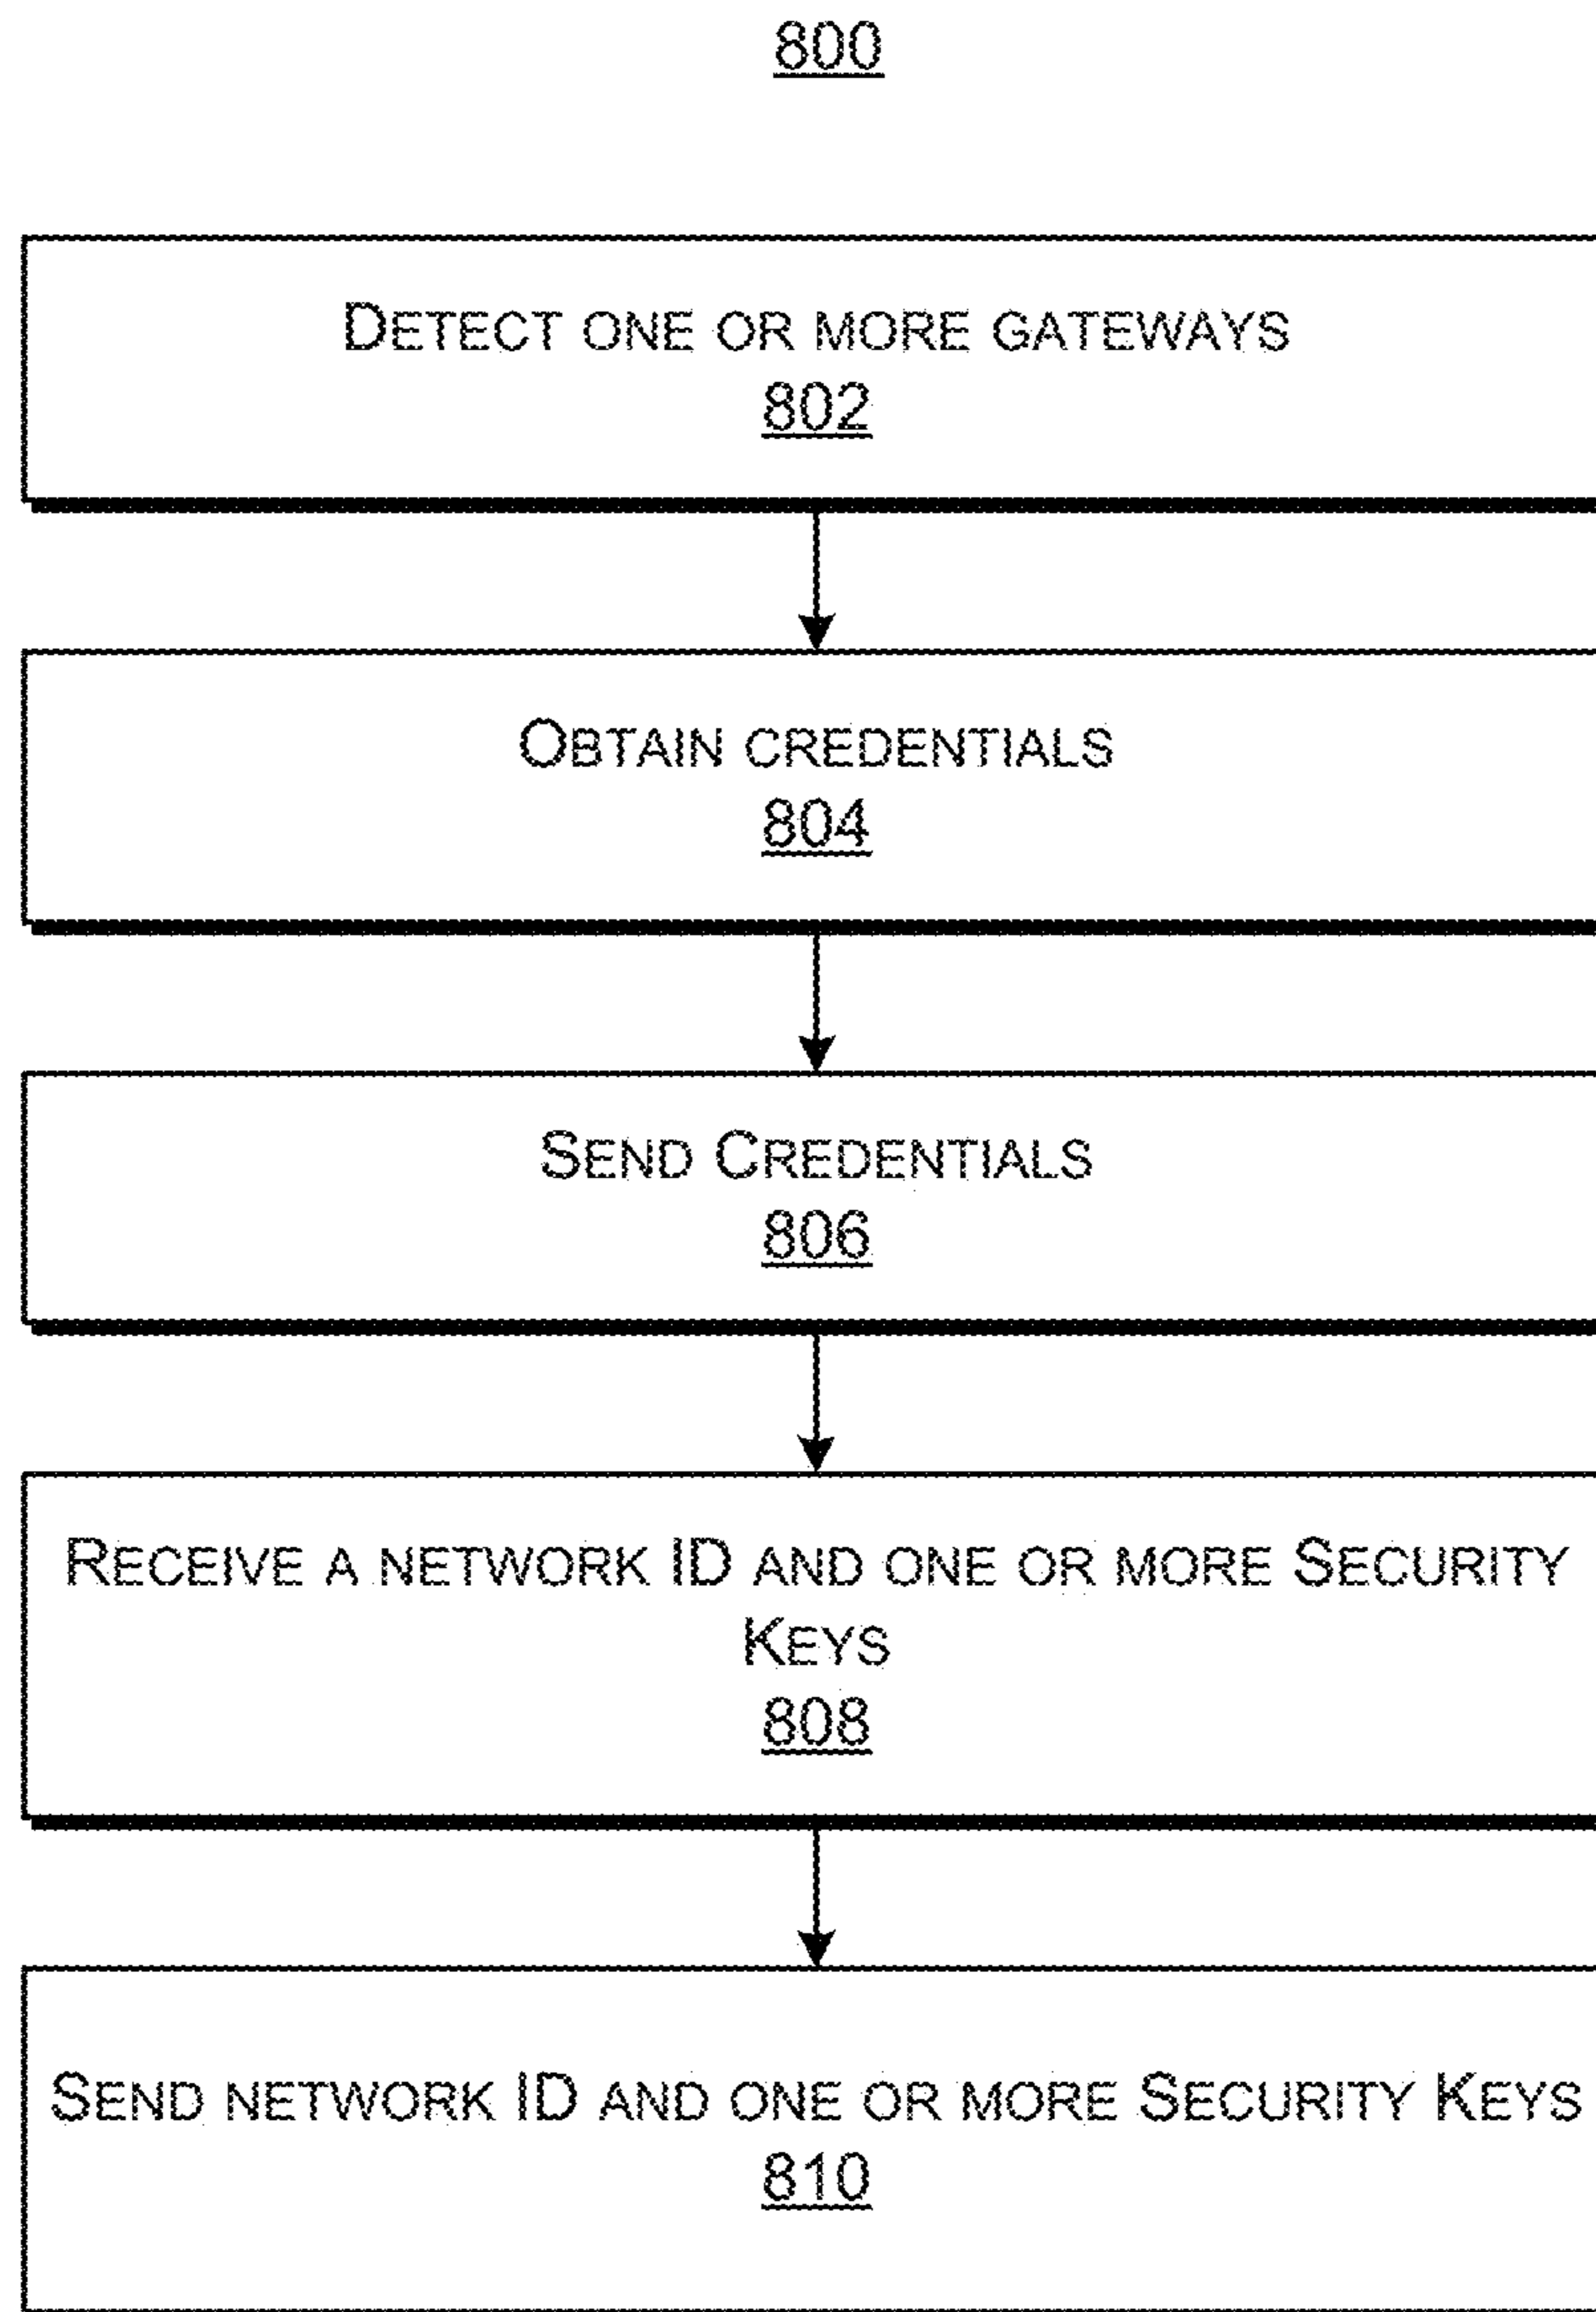 800
DETECT ONE OR MORE GATEWAYS
802
OBTAIN CREDENTIALS
804
SEND CREDENTIALS
806
RECEIVE A NETWORK ID AND ONE OR MORE SECURITY
KEYS
808
SEND NETWORK ID AND ONE OR MORE SECURITY KEYS
810